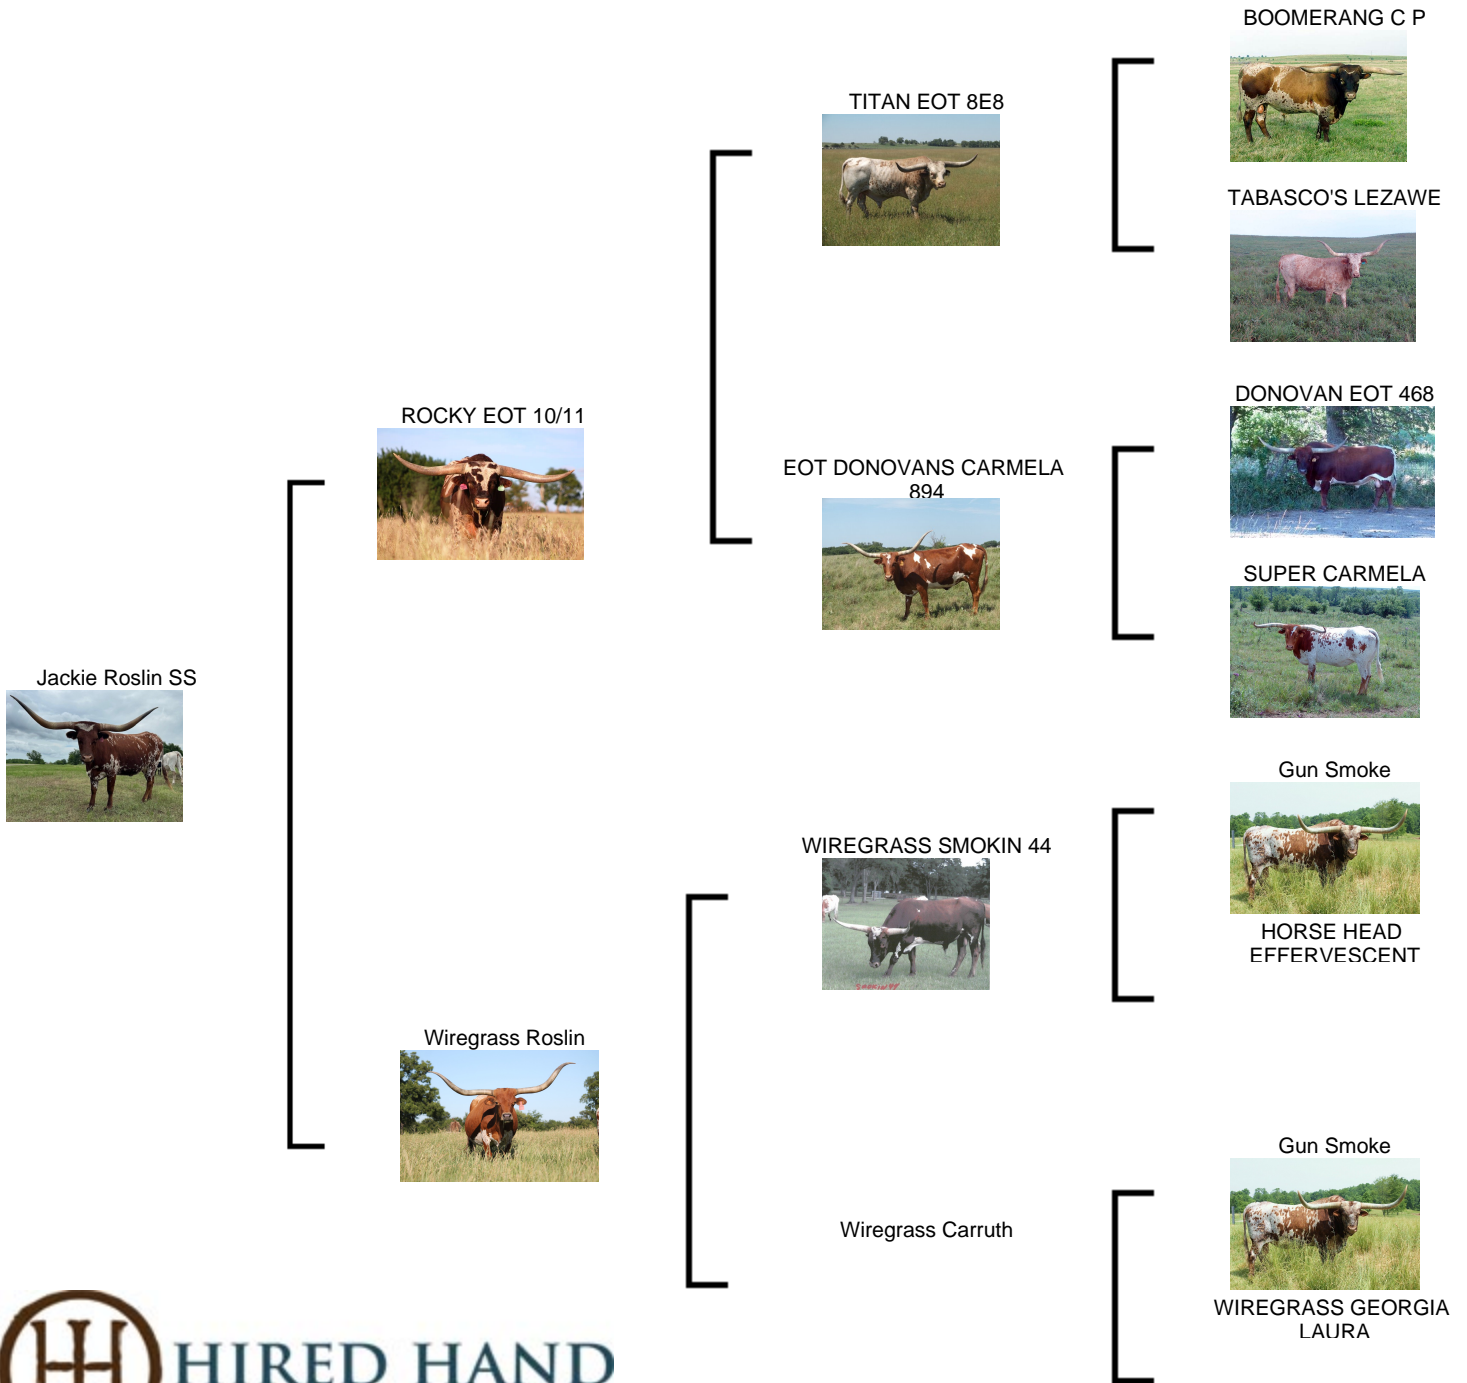 BOOMERANG C P
TITAN EOT 8E8
TABASCO'S LEZAWE
ROCKY EOT 10/11
DONOVAN EOT 468
EOT DONOVANS CARMELA
894
SUPER CARMELA
Jackie Roslin SS
Gun Smoke
WIREGRASS SMOKIN 44
HORSE HEAD
EFFERVESCENT
Wiregrass Roslin
Gun Smoke
Wiregrass Carruth
WIREGRASS GEORGIA
LAURA
HIRED HAND